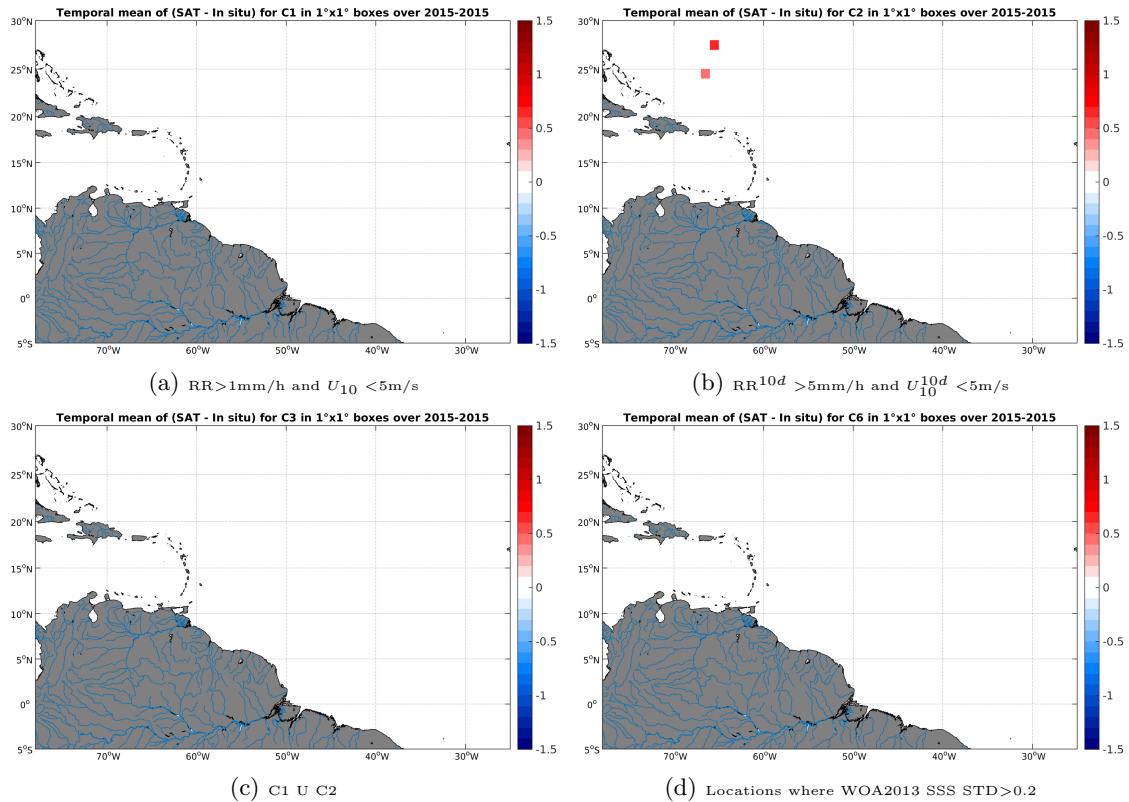 Temporal mean of (SAT - In situ) for C1 in 1°x1° boxes over 2015-2015
30°N
25°N
20°N
15°N
10°N
5°N
0°
5°S
70°W 60°W 50°W 40°W 30°W
1.5
1
0.5
0
-0.5
-1
-1.5
(a) RR>1mm/h and U10 <5m/s
Temporal mean of (SAT - In situ) for C2 in 1°x1° boxes over 2015-2015
30°N
25°N
20°N
15°N
10°N
5°N
0°
5°S
70°W 60°W 50°W 40°W 30°W
1.5
1
0.5
0
-0.5
-1
-1.5
(b) RR10d >5mm/h and U10d10 <5m/s
Temporal mean of (SAT - In situ) for C3 in 1°x1° boxes over 2015-2015
30°N
25°N
20°N
15°N
10°N
5°N
0°
5°S
70°W 60°W 50°W 40°W 30°W
1.5
1
0.5
0
-0.5
-1
-1.5
(c) C1 U C2
Temporal mean of (SAT - In situ) for C6 in 1°x1° boxes over 2015-2015
30°N
25°N
20°N
15°N
10°N
5°N
0°
5°S
70°W 60°W 50°W 40°W 30°W
1.5
1
0.5
0
-0.5
-1
-1.5
(d) Locations where WOA2013 SSS STD>0.2